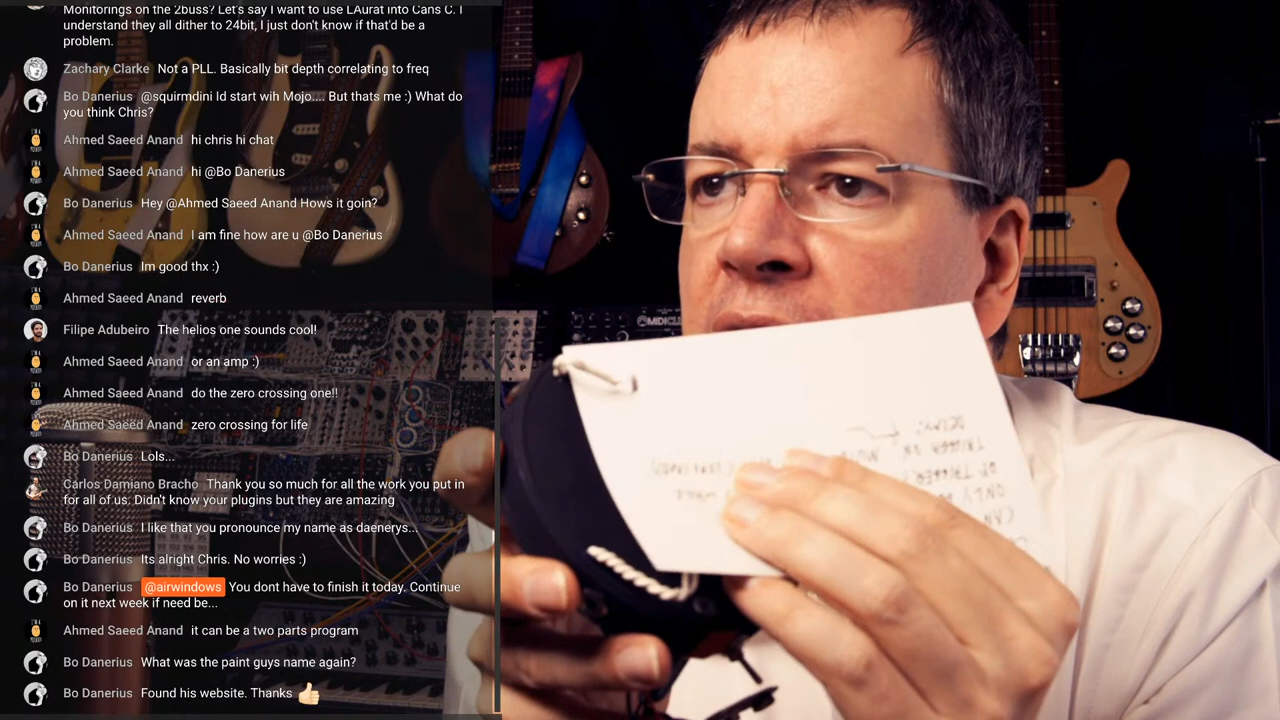 Monitorings on the 2buss? Let's say I want to use LAurat into Cans C. I
understand they all dither to 24bit, I just don't know if that'd be a
problem.
Zachary Clarke Not a PLL. Basically bit depth correlating to freq
Bo Danerius @squirmdini Id start wih Mojo.... But thats me :) What do
you think Chris?
Ahmed Saeed Anand hi chris hi chat
Ahmed Saeed Anand hi @Bo Danerius
Bo Danerius Hey @Ahmed Saeed Anand Hows it goin?
Ahmed Saeed Anand I am fine how are u @Bo Danerius
Bo Danerius Im good thx :)
Ahmed Saeed Anand reverb
Filipe Adubeiro The helios one sounds cool!
Ahmed Saeed Anand or an amp :)
Ahmed Saeed Anand do the zero crossing one!!
Ahmed Saeed Anand zero crossing for life
Bo Danerius Lols...
Carlos Damiano Bracho Thank you so much for all the work you put in
for all of us. Didn't know your plugins but they are amazing
Bo Danerius I like that you pronounce my name as daenerys...
Bo Danerius Its alright Chris. No worries :)
Bo Danerius @airwindows You dont have to finish it today. Continue
on it next week if need be...
Ahmed Saeed Anand it can be a two parts program
Bo Danerius What was the paint guys name again?
Bo Danerius Found his website. Thanks
MIDICL
CAN
ONLY
OF TRIGGER
TRIGGER IN
DELAY